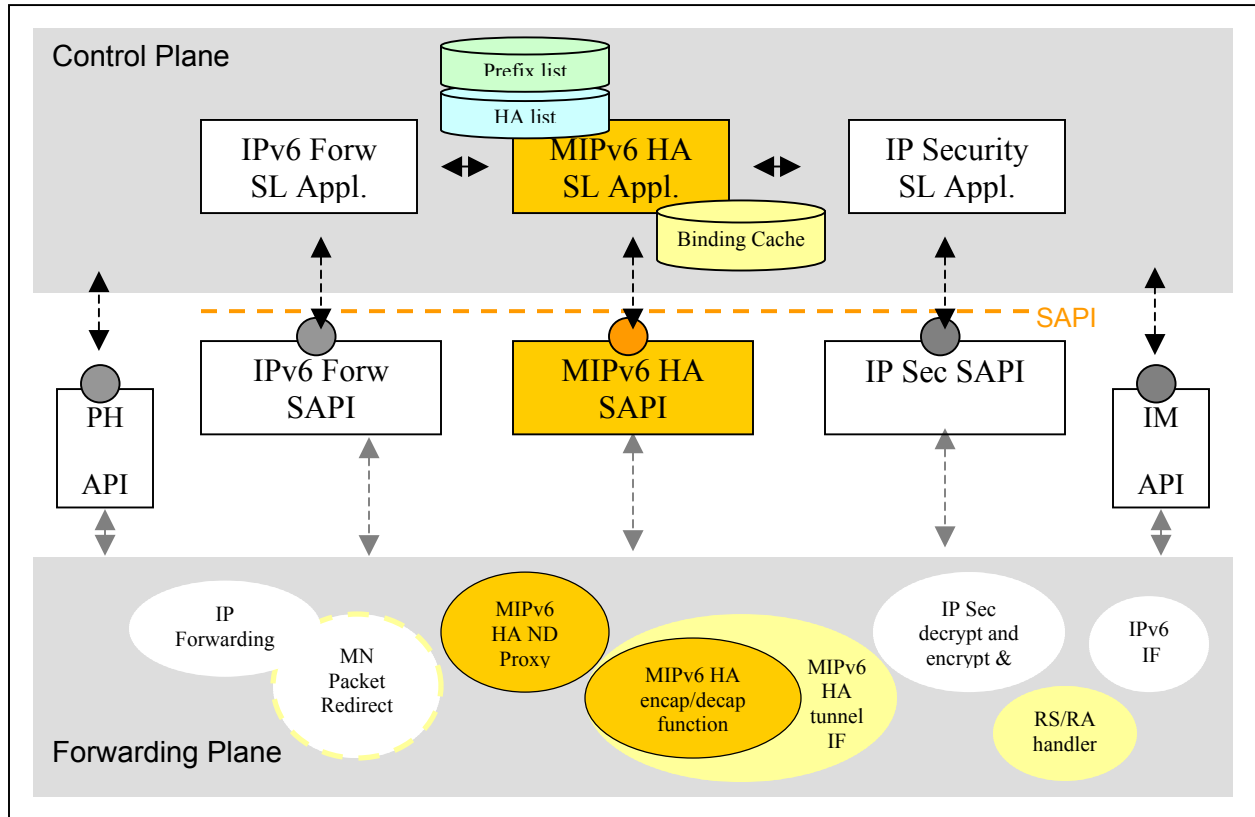 Control Plane
Prefix list
HA list
IPv6 Forw
SL Appl.
MIPv6 HA
SL Appl.
IP Security
SL Appl.
Binding Cache
SAPI
IPv6 Forw
SAPI
MIPv6 HA
SAPI
IP Sec SAPI
PH
API
IM
API
IP
Forwarding
MN
Packet
Redirect
MIPv6
HA ND
Proxy
MIPv6 HA
encap/decap
function
MIPv6
HA
tunnel
IF
IP Sec
decrypt and
encrypt &
IPv6
IF
RS/RA
handler
Forwarding Plane